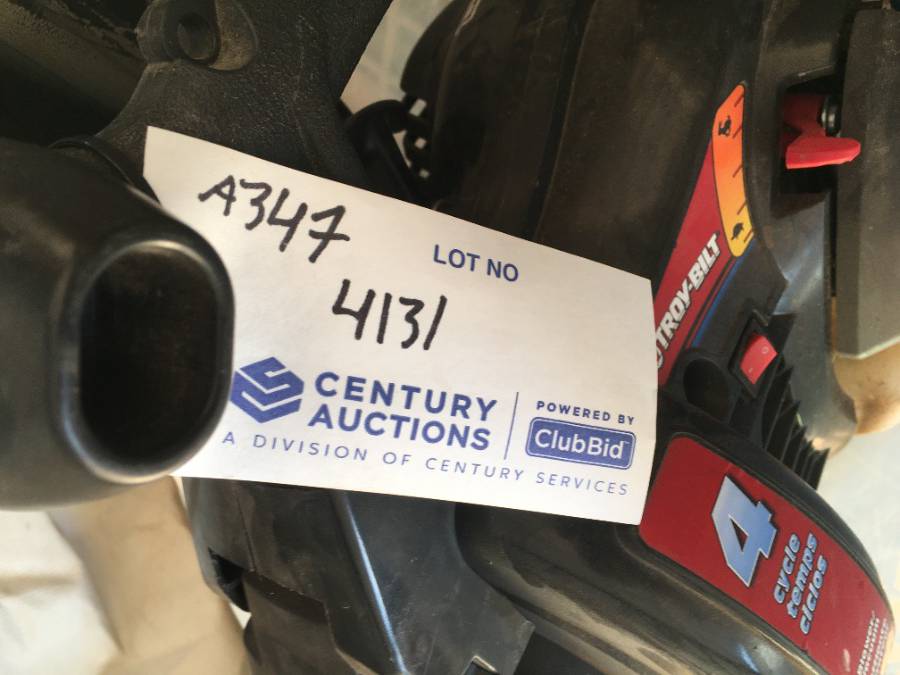 A347
LOT NO
4131
CENTURY
AUCTIONS
A DIVISION OF CENTURY SERVICES
POWERED BY
ClubBid
TROY-BILT
4
cycle
temps
ciclos